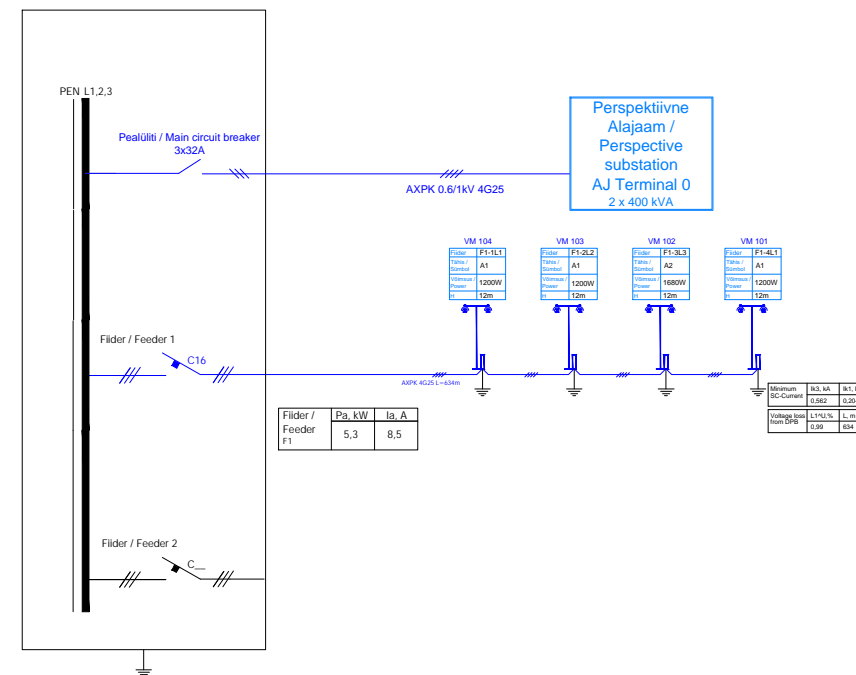 PEN L1,2,3
Pealüliti / Main circuit breaker
3x32A
AXPK 0.6/1kV 4G25
Perspektiivne
Alajaam /
Perspective
substation
AJ Terminal 0
2 x 400 kVA
VM 104
Fiider F1-1L1
Tähis / Sümbol A1
Võimsus / Power 1200W
H 12m
VM 103
Fiider F1-2L2
Tähis / Sümbol A1
Võimsus / Power 1200W
H 12m
VM 102
Fiider F1-3L3
Tähis / Sümbol A2
Võimsus / Power 1680W
H 12m
VM 101
Fiider F1-4L1
Tähis / Sümbol A1
Võimsus / Power 1200W
H 12m
Fiider / Feeder 1
C16
AXPK 4G25 L=634m
Fiider / Feeder F1
Pa, kW Ia, A
5,3 8,5
Minimum SC-Current
Ik3, kA Ik1,
0,562 0,20
Voltage loss from DPB
L1^U,% L, m
0,99 634
Fiider / Feeder 2
C__